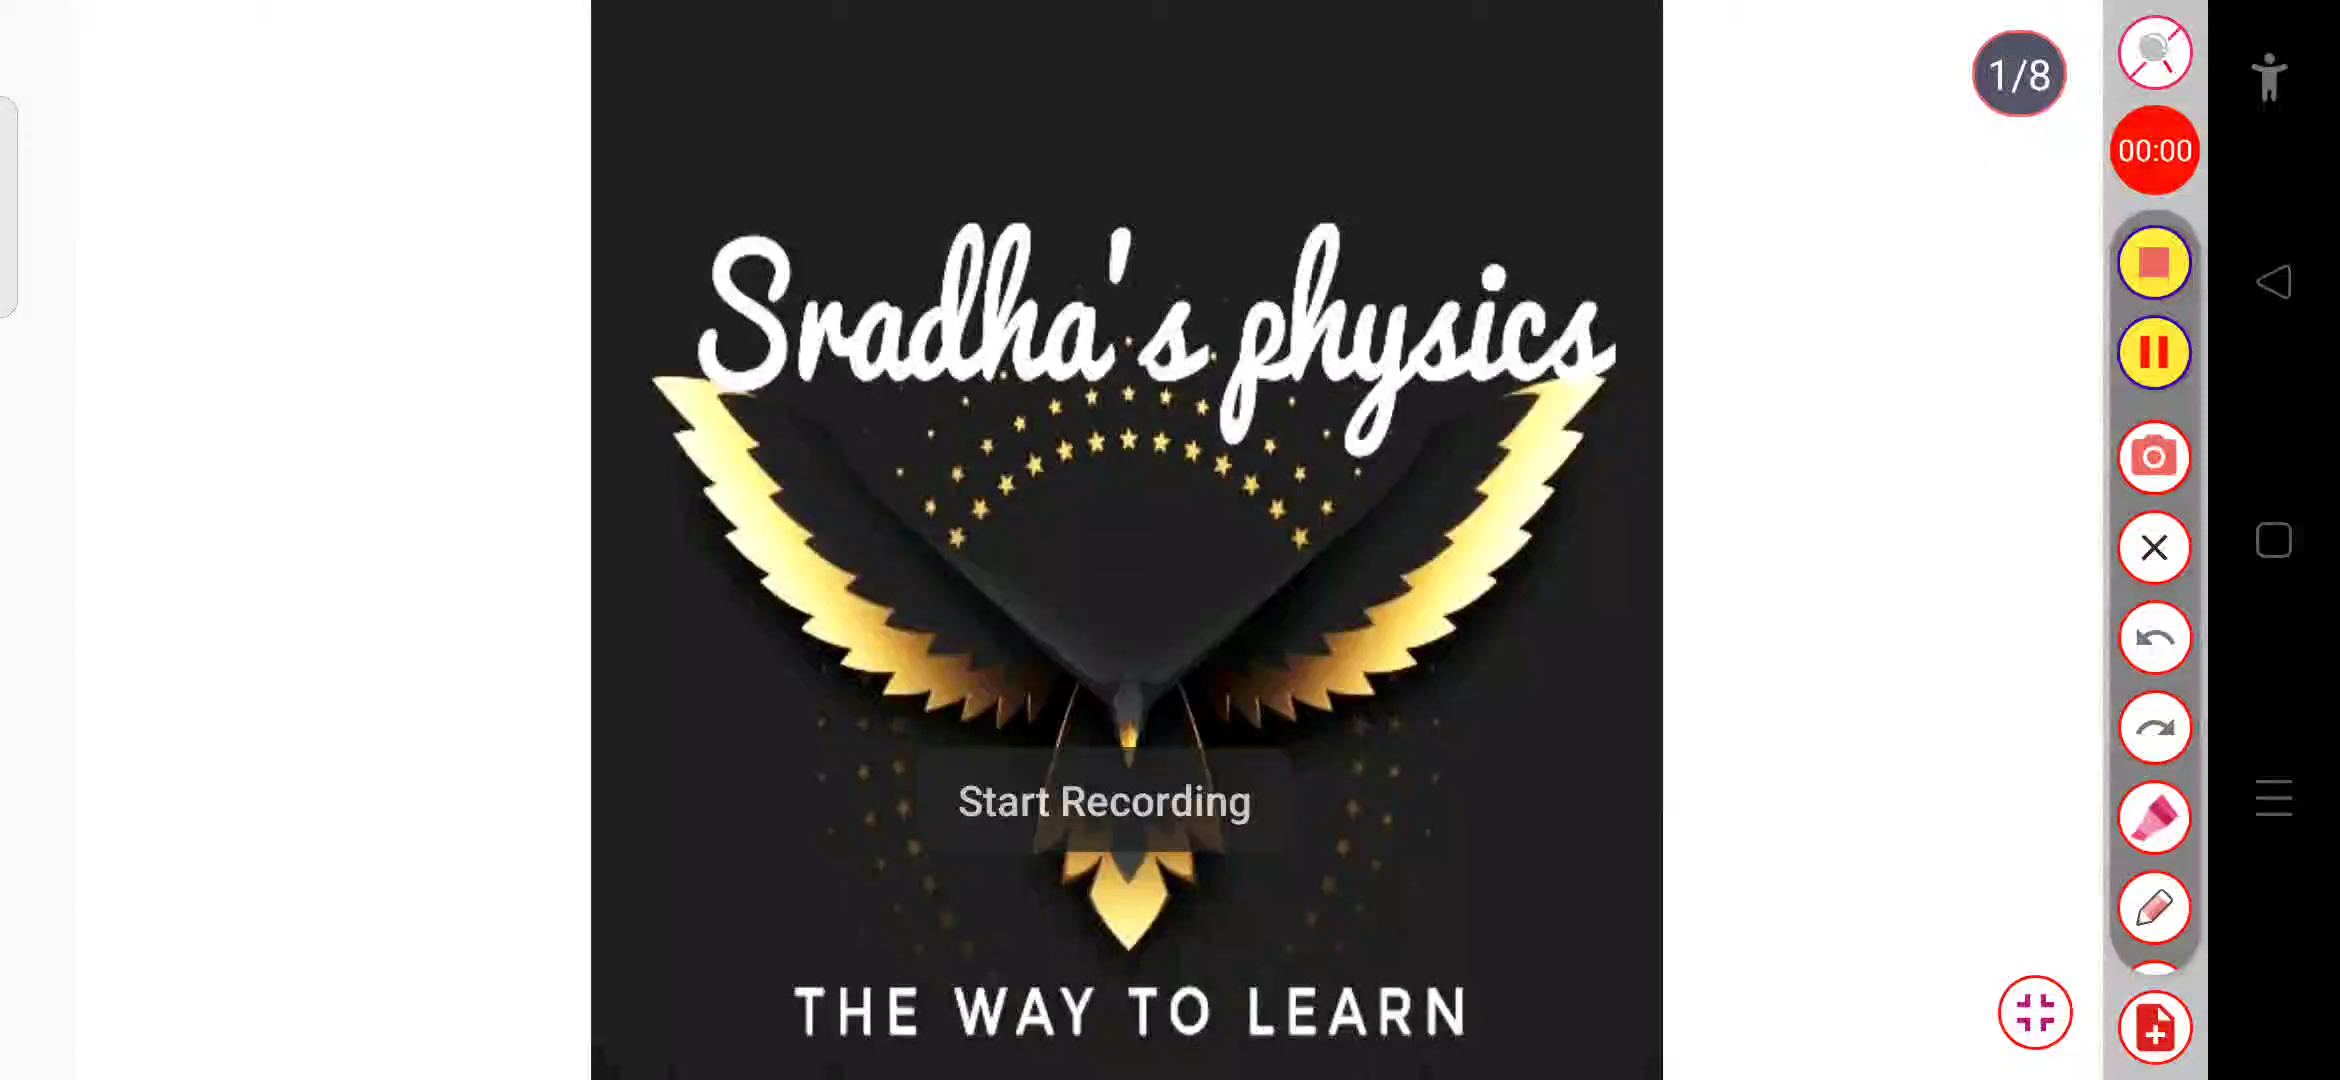 1/8
00:00
Sradha's physics
Start Recording
THE WAY TO LEARN